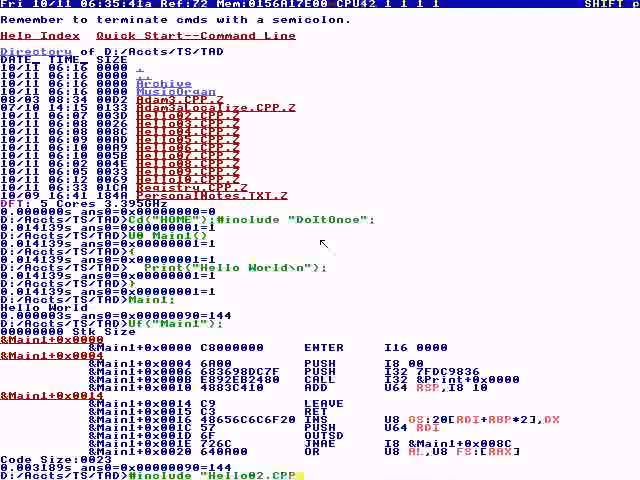 Fri 10/11 06:35:41a Ref:72 Mem:0156A17E00 CPU42 1 1 1 1 SHIFT p
Remember to terminate cmds with a semicolon.
Help Index Quick Start--Command Line
Directory of D:/Accts/TS/TAD
DATE_ TIME_ SIZE
10/11 06:16 0000 .
10/11 06:16 0000 ..
10/11 06:16 0000 Archive
10/11 06:16 0000 MusicOrgan
08/03 08:34 00D2 Adam3.CPP.Z
07/10 14:15 0133 Adam3aLocalize.CPP.Z
10/11 06:07 003D Hello02.CPP.Z
10/11 06:08 0026 Hello03.CPP.Z
10/11 06:08 008C Hello04.CPP.Z
10/11 06:09 00AD Hello05.CPP.Z
10/11 06:10 00A9 Hello06.CPP.Z
10/11 06:10 005B Hello07.CPP.Z
10/11 06:02 004E Hello08.CPP.Z
10/11 06:05 0033 Hello09.CPP.Z
10/11 06:12 0069 Hello10.CPP.Z
10/11 06:33 01CA Registry.CPP.Z
10/09 16:41 184A PersonalNotes.TXT.Z
DFT: 5 Cores 3.395GHz
0.000000s ans0=0x00000000=0
D:/Accts/TS/TAD>Cd("HOME");#include "DoItOnce";
0.014139s ans0=0x00000001=1
D:/Accts/TS/TAD>U0 Main1()
0.014139s ans0=0x00000001=1
D:/Accts/TS/TAD>{
0.014139s ans0=0x00000001=1
D:/Accts/TS/TAD>  Print("Hello World\n");
0.014139s ans0=0x00000001=1
D:/Accts/TS/TAD>}
0.014139s ans0=0x00000001=1
D:/Accts/TS/TAD>Main1;
Hello World
0.000003s ans0=0x00000090=144
D:/Accts/TS/TAD>Uf("Main1");
00000000 Stk Size
&Main1+0x0000
&Main1+0x0000 C8000000 ENTER I16 0000
&Main1+0x0004
&Main1+0x0004 6A00 PUSH I8 00
&Main1+0x0006 683698DC7F PUSH I32 7FDC9836
&Main1+0x000B E892EB2480 CALL I32 &Print+0x0000
&Main1+0x0010 4883C410 ADD U64 RSP,I8 10
&Main1+0x0014
&Main1+0x0014 C9 LEAVE
&Main1+0x0015 C3 RET
&Main1+0x0016 48656C6C6F20 INS U8 CS:20[RDI+RBP*2],DX
&Main1+0x001C 57 PUSH U64 RDI
&Main1+0x001D 6F OUTSD
&Main1+0x001E 726C JNAE I8 &Main1+0x008C
&Main1+0x0020 640A00 OR U8 AL,U8 FS:[RAX]
Code Size:0023
0.003189s ans0=0x00000090=144
D:/Accts/TS/TAD>#include "Hello02.CPP